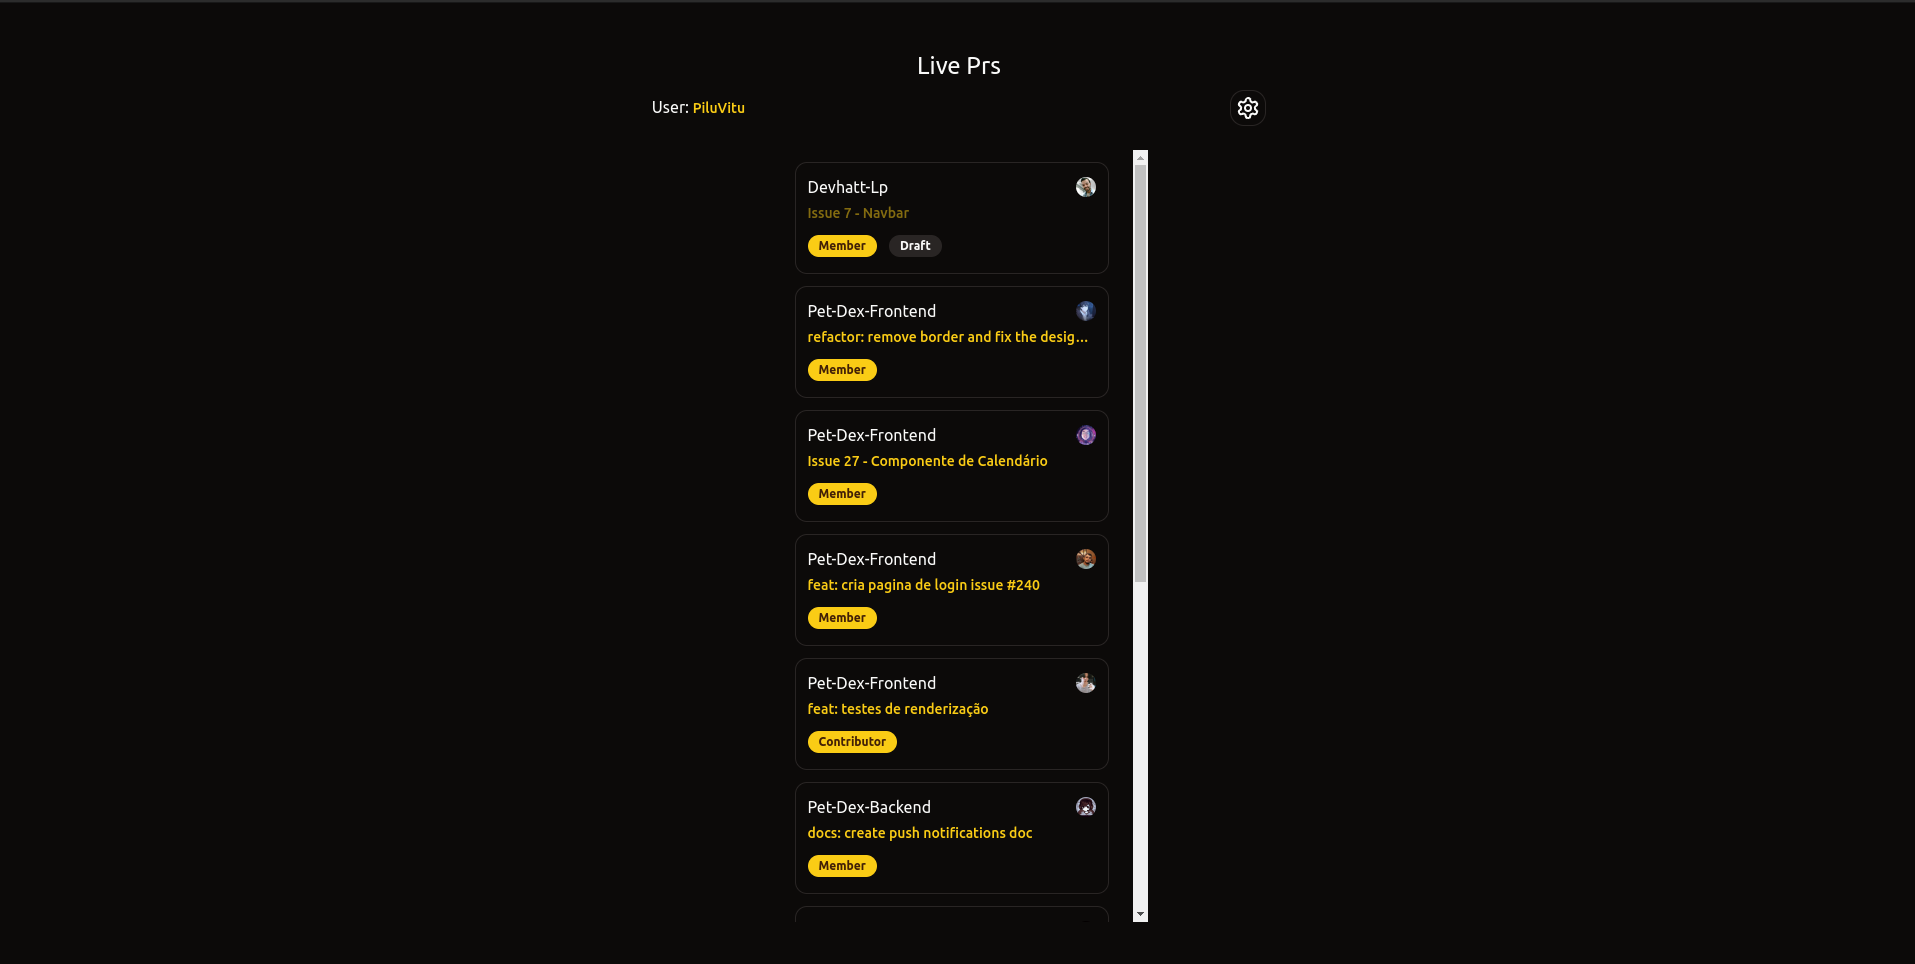 Live Prs
User: PiluVitu
Devhatt-Lp
Issue 7 - Navbar
Member Draft
Pet-Dex-Frontend
refactor: remove border and fix the desig...
Member
Pet-Dex-Frontend
Issue 27 - Componente de Calendário
Member
Pet-Dex-Frontend
feat: cria pagina de login issue #240
Member
Pet-Dex-Frontend
feat: testes de renderização
Contributor
Pet-Dex-Backend
docs: create push notifications doc
Member